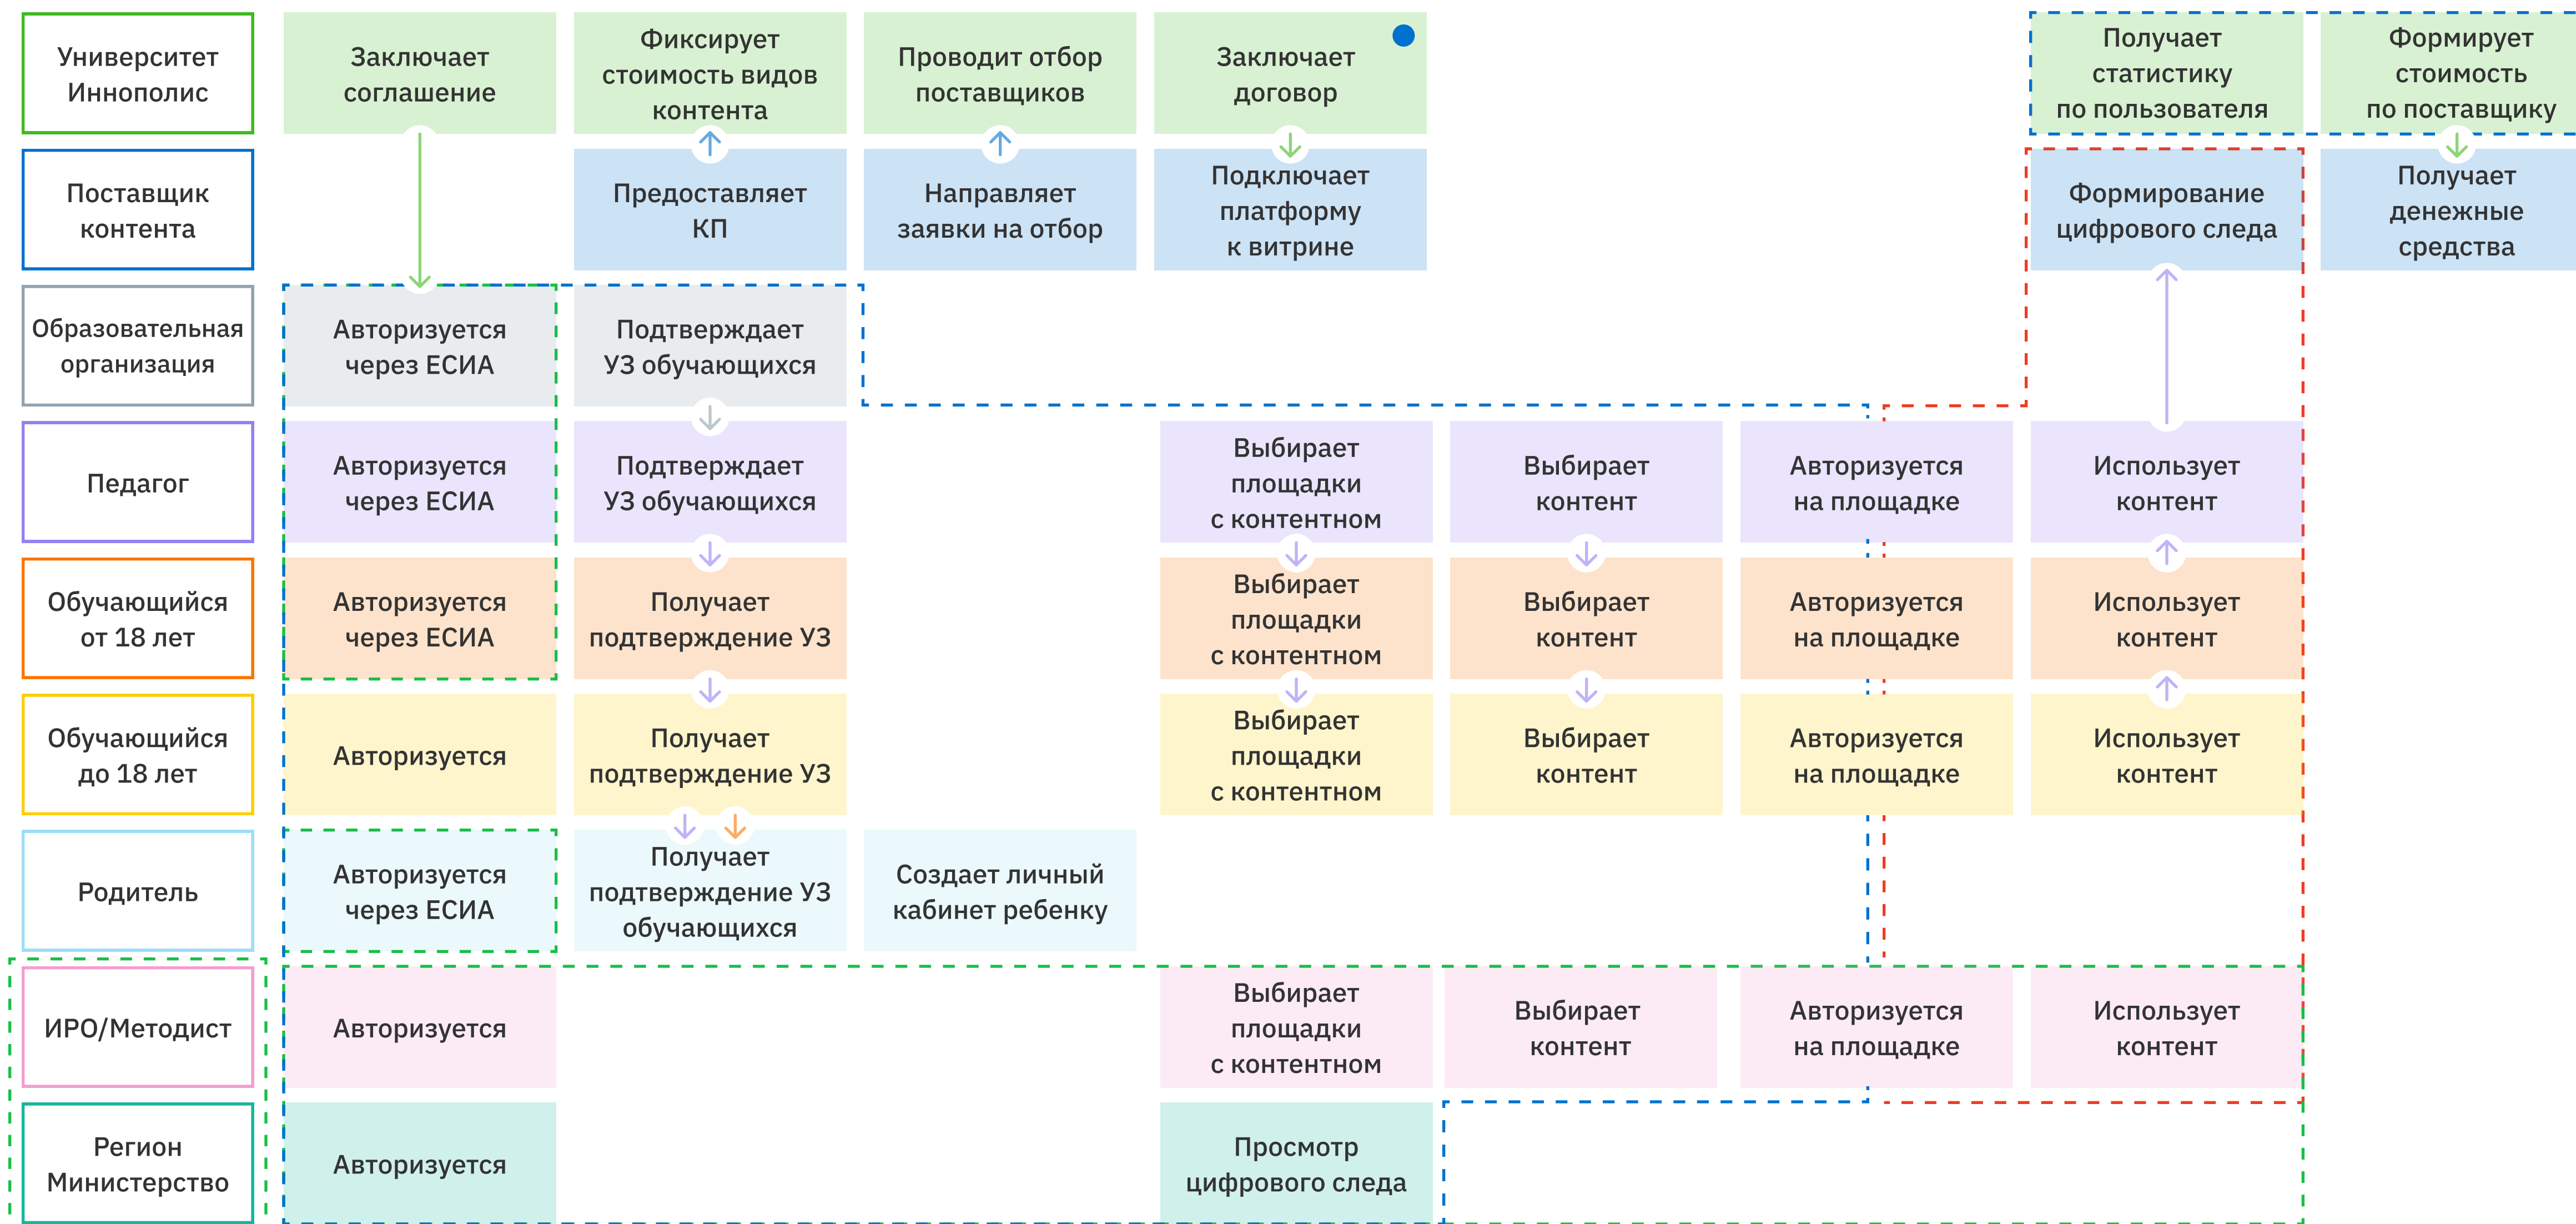 Университет
Иннополис
Заключает
соглашение
Фиксирует
стоимость видов
контента
Проводит отбор
поставщиков
Заключает
договор
Получает
статистику
по пользователя
Формирует
стоимость
по поставщику
Поставщик
контента
Предоставляет
КП
Направляет
заявки на отбор
Подключает
платформу
к витрине
Формирование
цифрового следа
Получает
денежные
средства
Образовательная
организация
Авторизуется
через ЕСИА
Подтверждает
УЗ обучающихся
Педагог
Авторизуется
через ЕСИА
Подтверждает
УЗ обучающихся
Выбирает
площадки
с контентном
Выбирает
контент
Авторизуется
на площадке
Использует
контент
Обучающийся
от 18 лет
Авторизуется
через ЕСИА
Получает
подтверждение УЗ
Выбирает
площадки
с контентном
Выбирает
контент
Авторизуется
на площадке
Использует
контент
Обучающийся
до 18 лет
Авторизуется
Получает
подтверждение УЗ
Выбирает
площадки
с контентном
Выбирает
контент
Авторизуется
на площадке
Использует
контент
Родитель
Авторизуется
через ЕСИА
Получает
подтверждение УЗ
обучающихся
Создает личный
кабинет ребенку
ИРО/Методист
Авторизуется
Выбирает
площадки
с контентном
Выбирает
контент
Авторизуется
на площадке
Использует
контент
Регион
Министерство
Авторизуется
Просмотр
цифрового следа